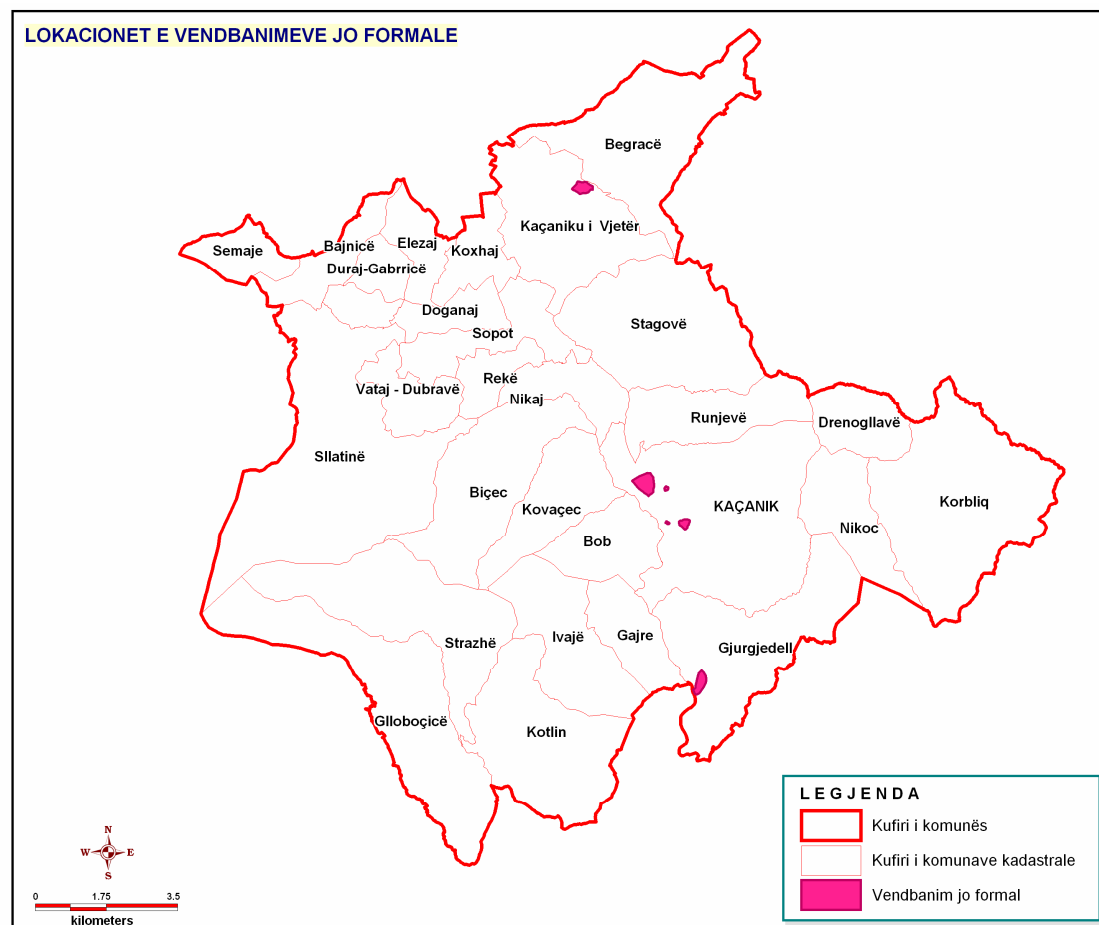 LOKACIONET E VENDBANIMEVE JO FORMALE
Begracë
Kaçaniku i Vjetër
Semaje
Bajnicë
Elezaj
Koxhaj
Duraj-Gabrricë
Doganaj
Stagovë
Sopot
Rekë
Vataj - Dubravë
Nikaj
Runjevë
Drenogllavë
Sllatinë
Biçec
Kovaçec
KAÇANIK
Korbliq
Nikoc
Bob
Strazhë
Ivajë
Gajre
Gjurgjedell
Glloboçicë
Kotlin
LEGJENDA
Kufiri i komunës
Kufiri i komunave kadastrale
Vendbanim jo formal
N
W E
S
0 1.75 3.5
kilometers